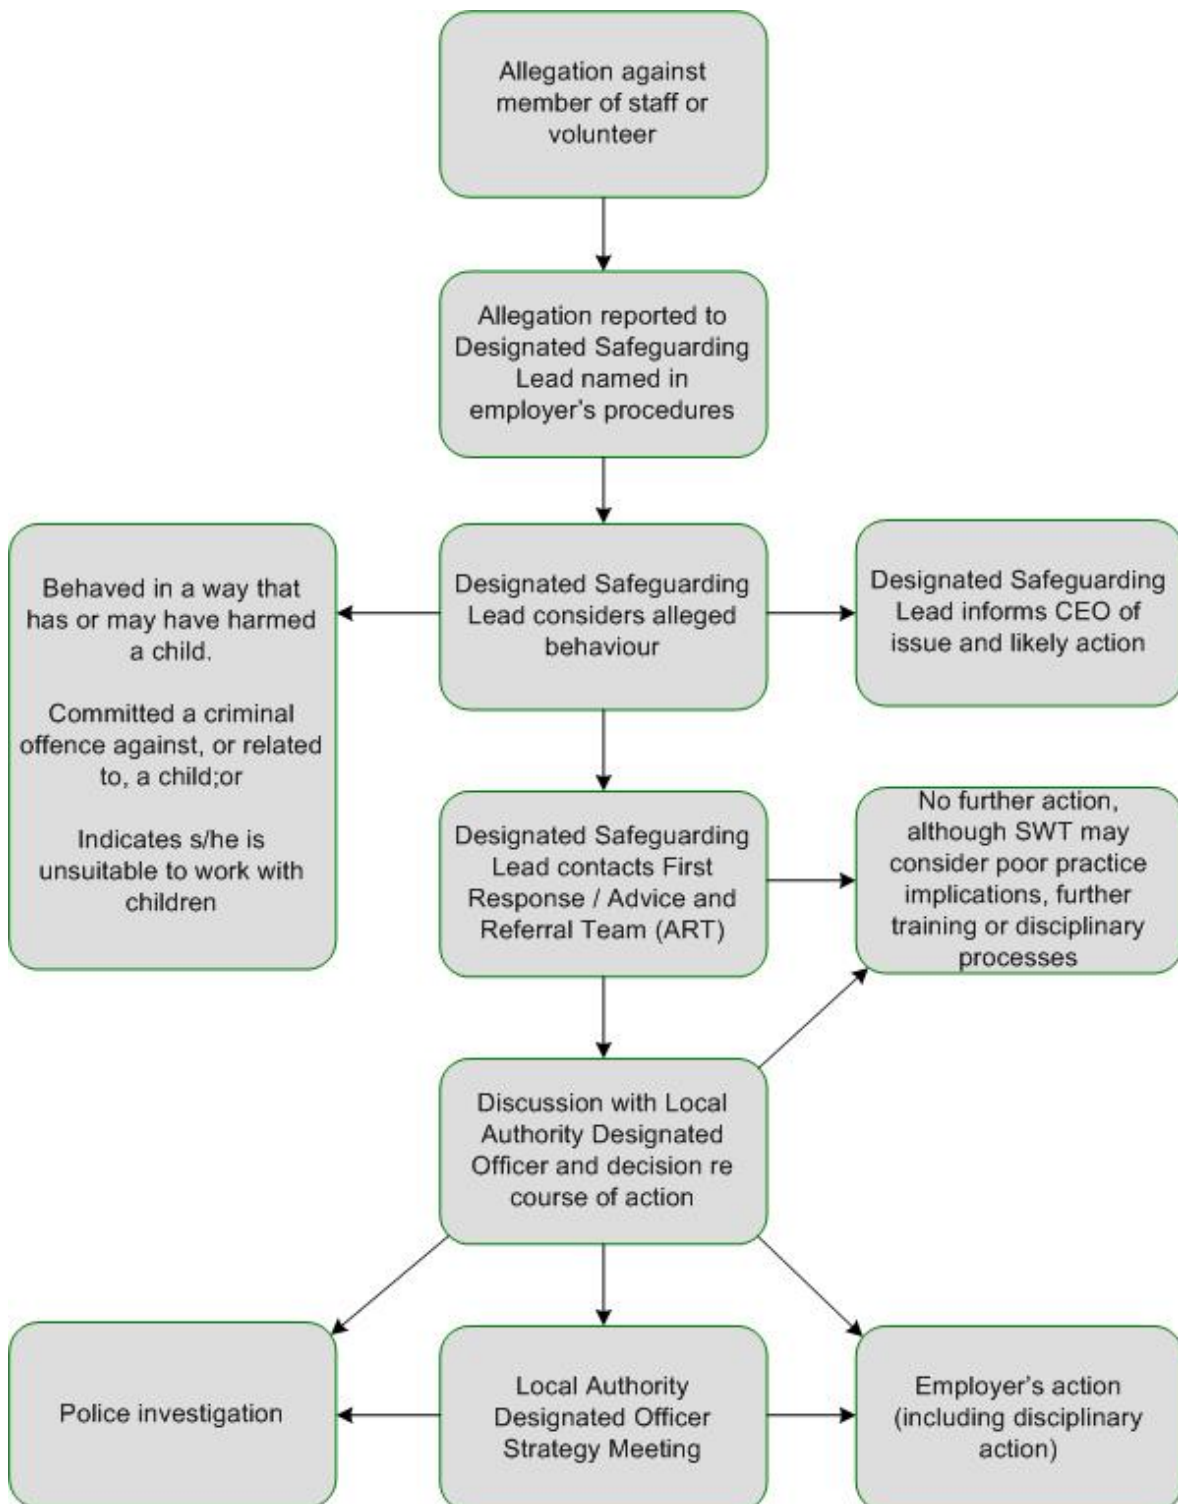 Allegation against
member of staff or
volunteer
Allegation reported to
Designated Safeguarding
Lead named in
employer's procedures
Behaved in a way that
has or may have harmed
a child.
Committed a criminal
offence against, or related
to, a child;or
Indicates s/he is
unsuitable to work with
children
Designated Safeguarding
Lead considers alleged
behaviour
Designated Safeguarding
Lead informs CEO of
issue and likely action
Designated Safeguarding
Lead contacts First
Response / Advice and
Referral Team (ART)
No further action,
although SWT may
consider poor practice
implications, further
training or disciplinary
processes
Discussion with Local
Authority Designated
Officer and decision re
course of action
Police investigation
Local Authority
Designated Officer
Strategy Meeting
Employer's action
(including disciplinary
action)